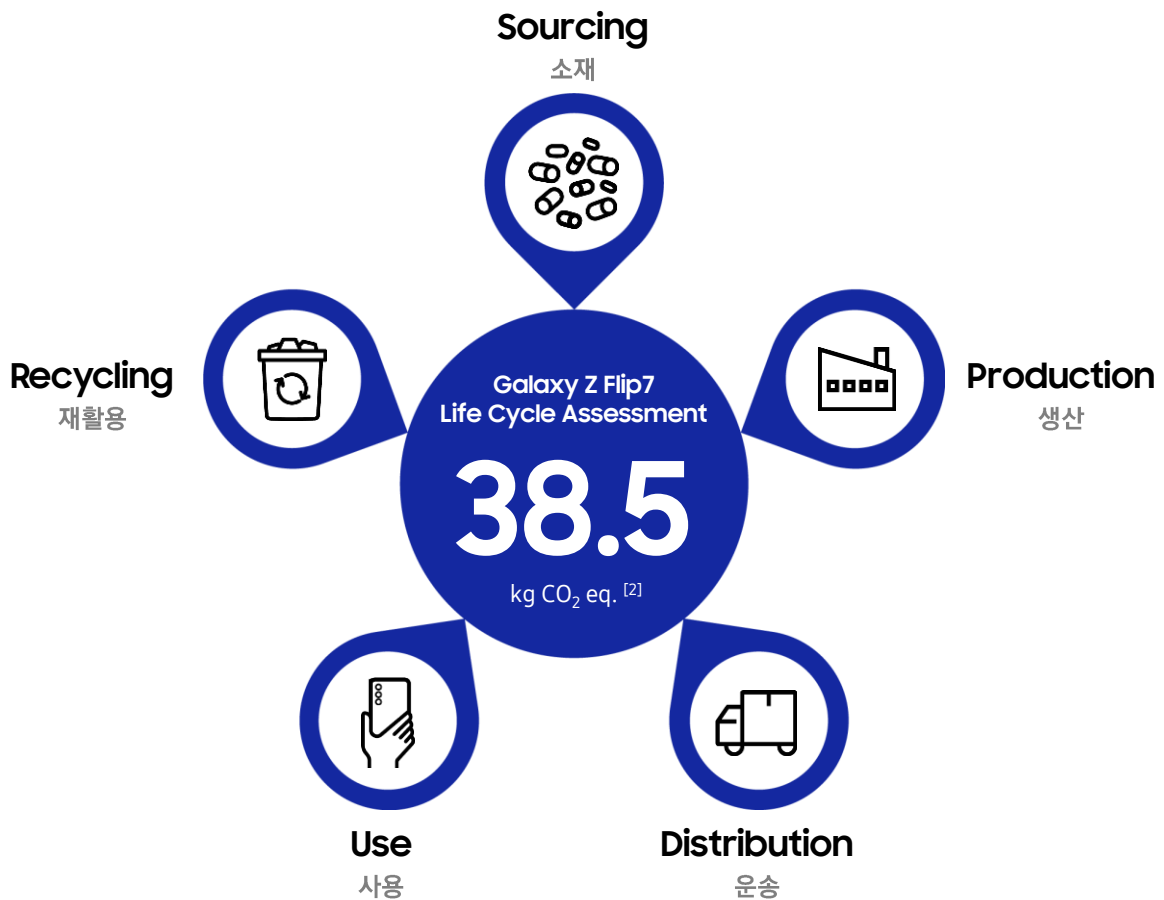 Sourcing
소재
Recycling
재활용
Production
생산
Galaxy Z Flip7
Life Cycle Assessment
38.5
kg CO₂ eq. [2]
Use
사용
Distribution
운송